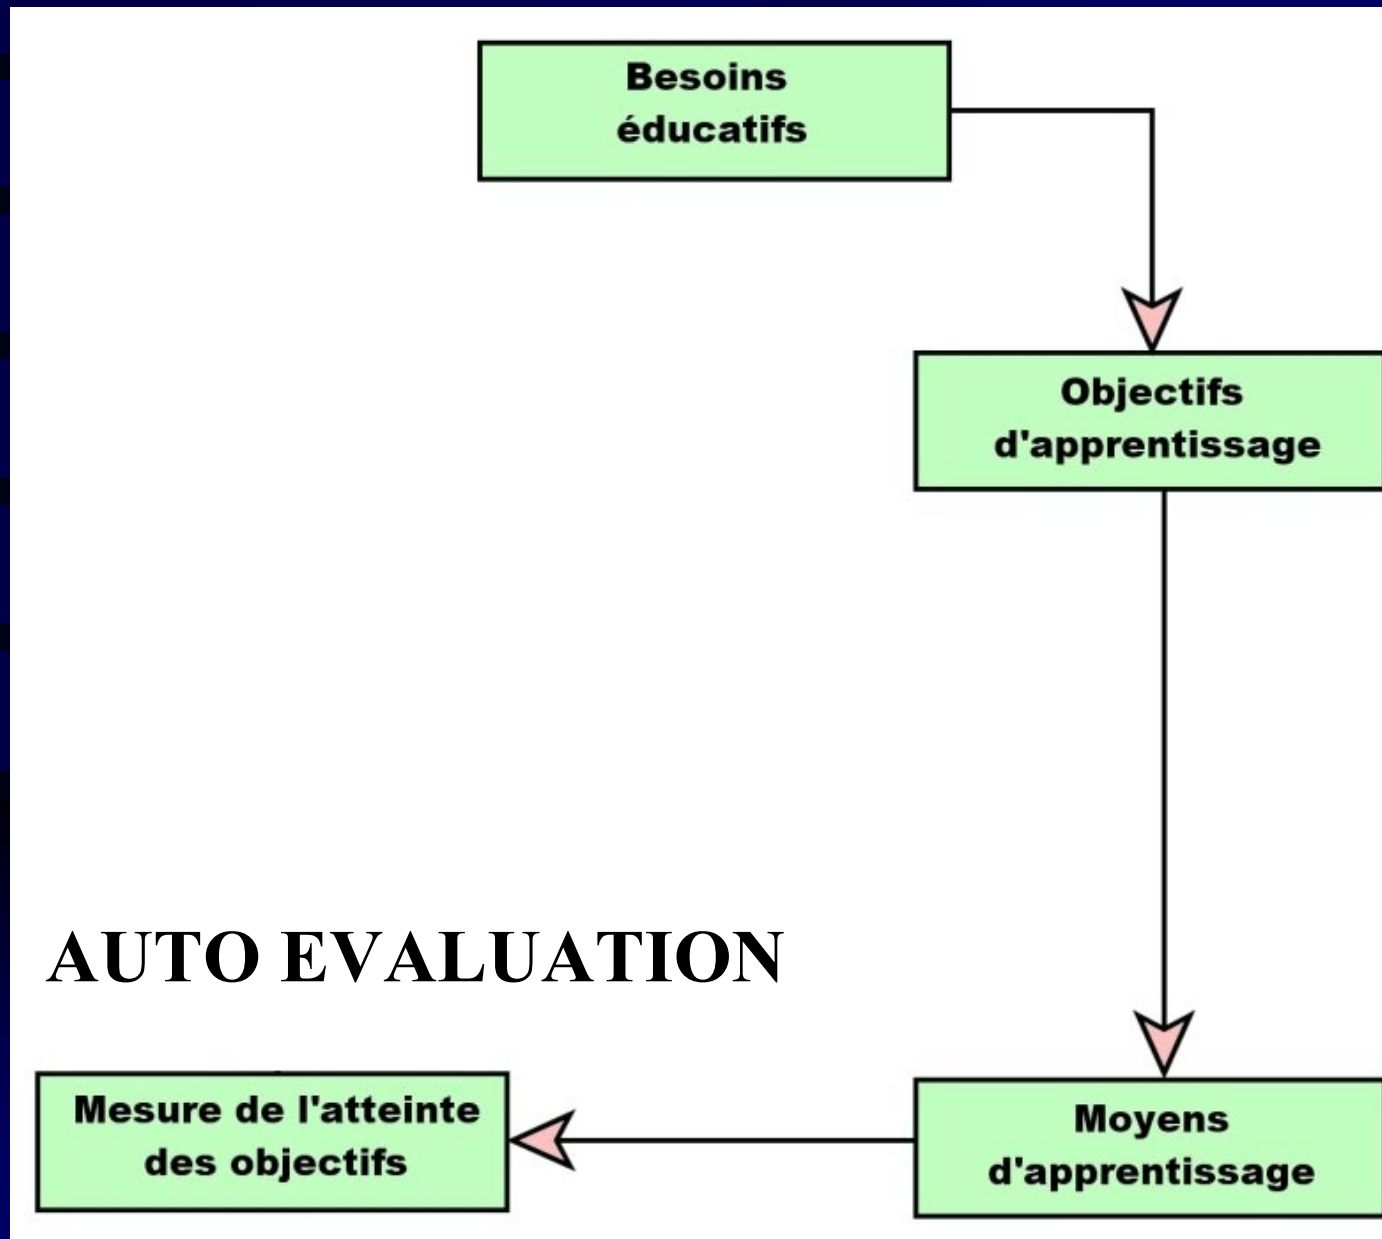 Besoins
éducatifs
Objectifs
d'apprentissage
AUTO EVALUATION
Mesure de l'atteinte
des objectifs
Moyens
d'apprentissage